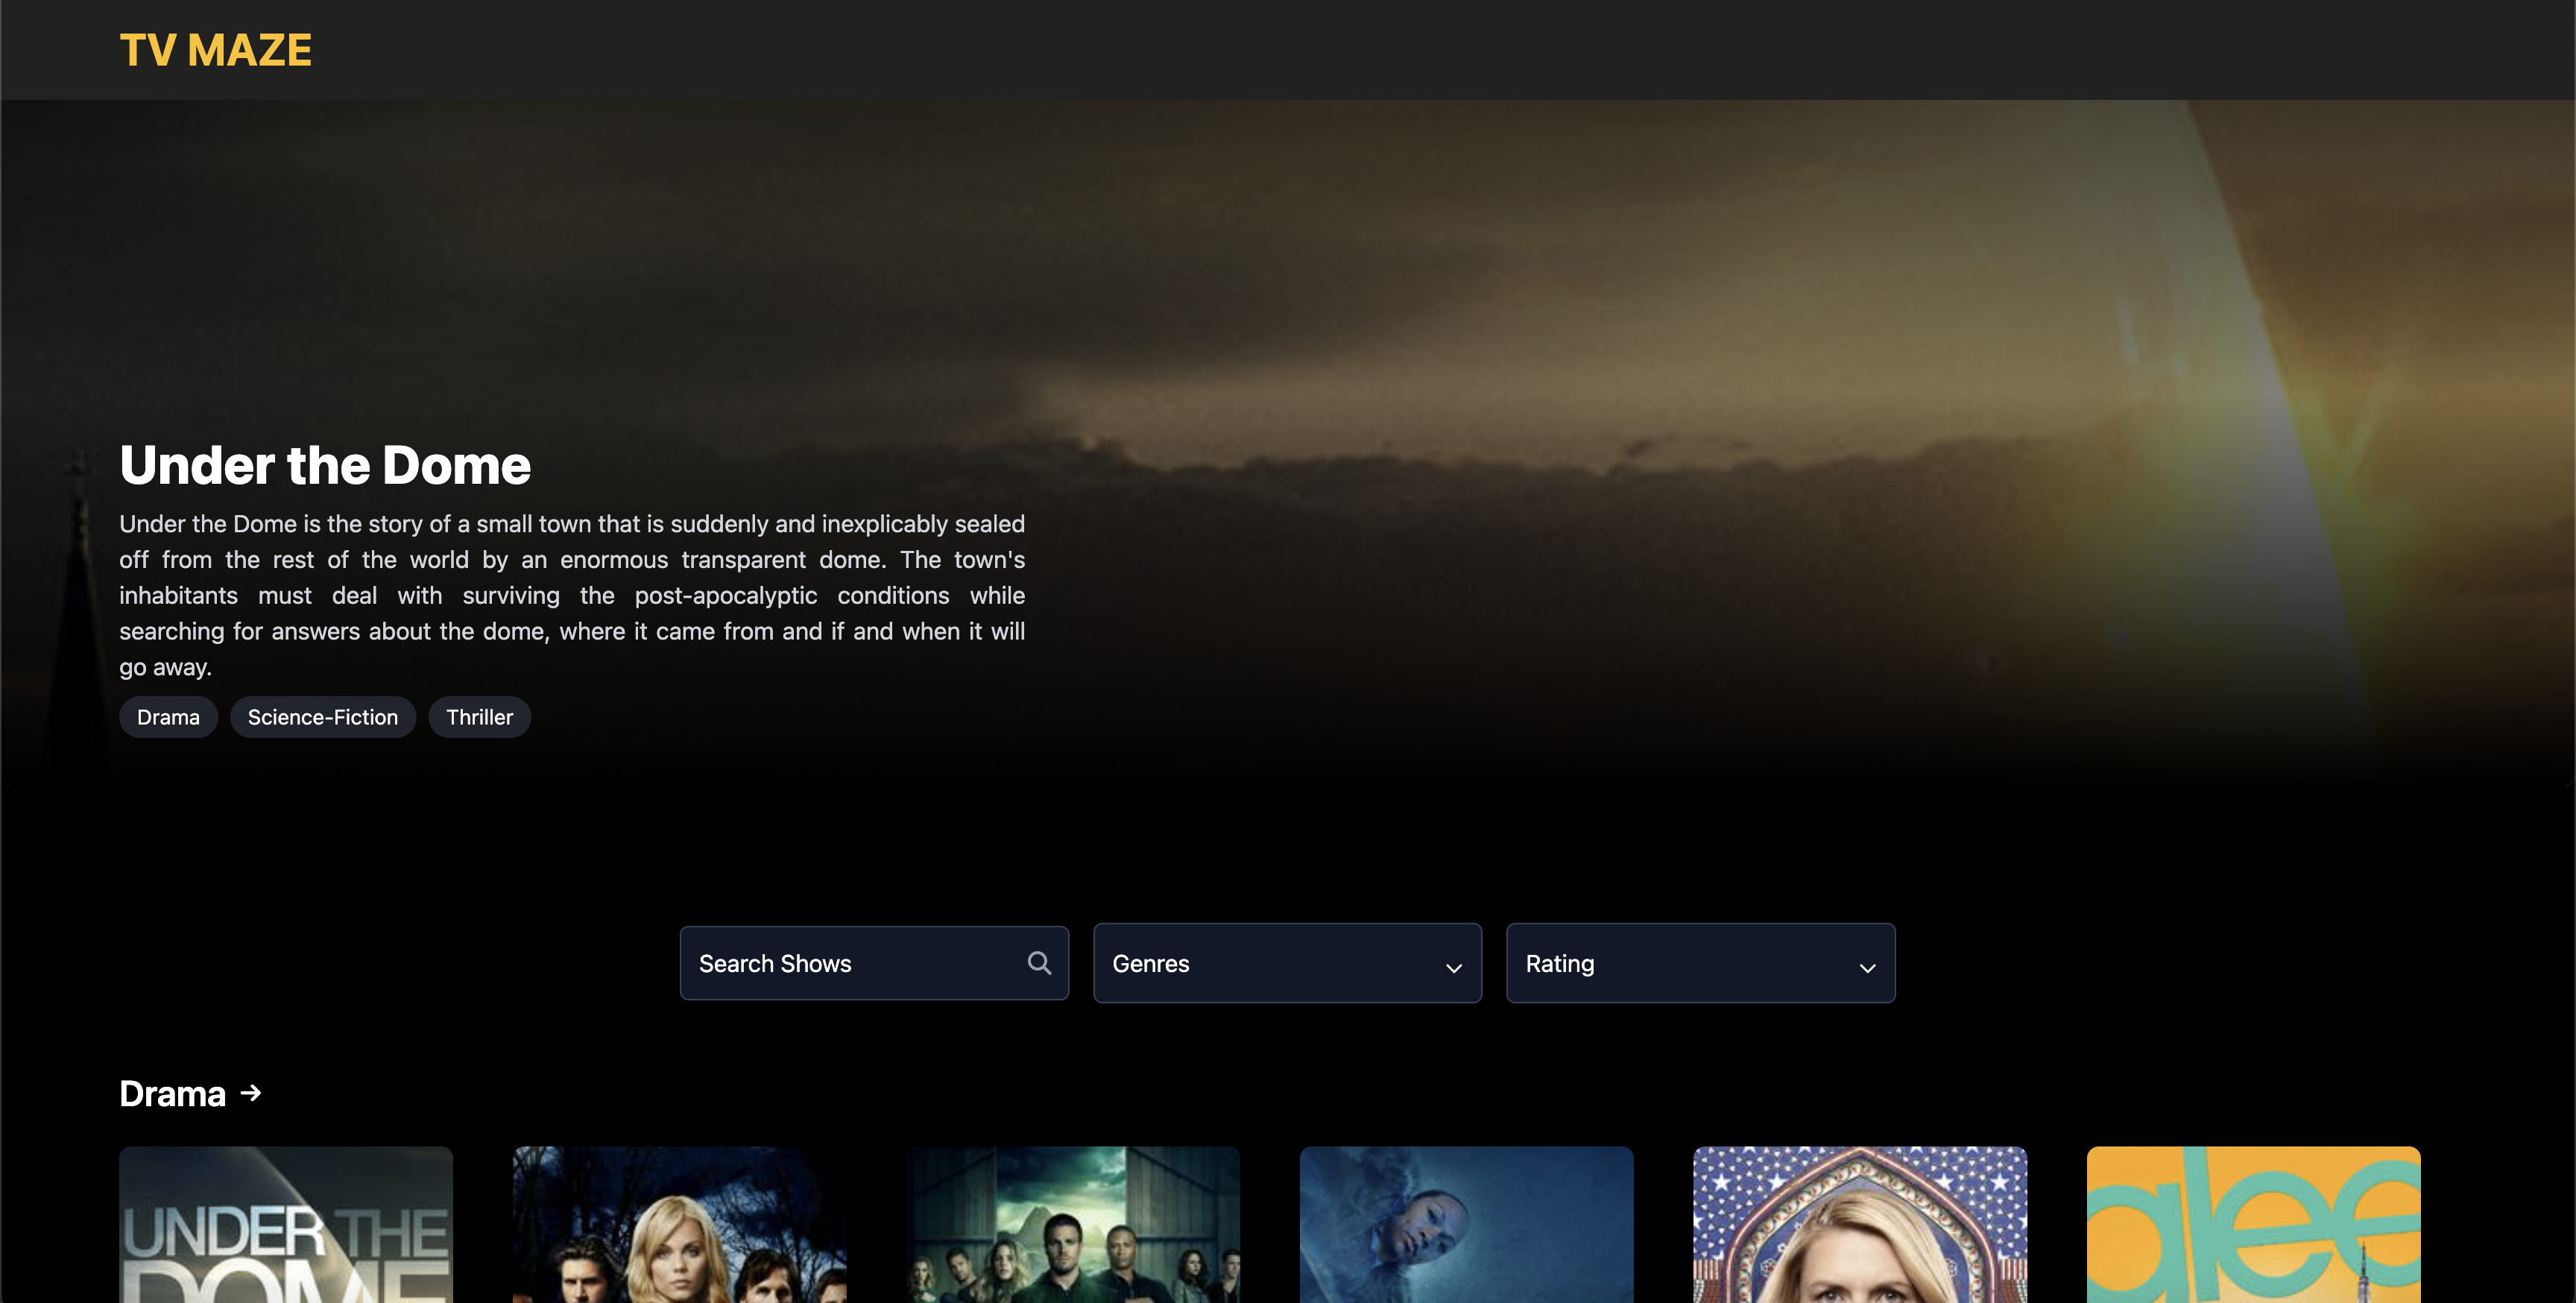 TV MAZE
Under the Dome
Under the Dome is the story of a small town that is suddenly and inexplicably sealed
off from the rest of the world by an enormous transparent dome. The town's
inhabitants must deal with surviving the post-apocalyptic conditions while
searching for answers about the dome, where it came from and if and when it will
go away.
Drama Science-Fiction Thriller
Search Shows Genres Rating
Drama →
UNDER THE
DOME
glee